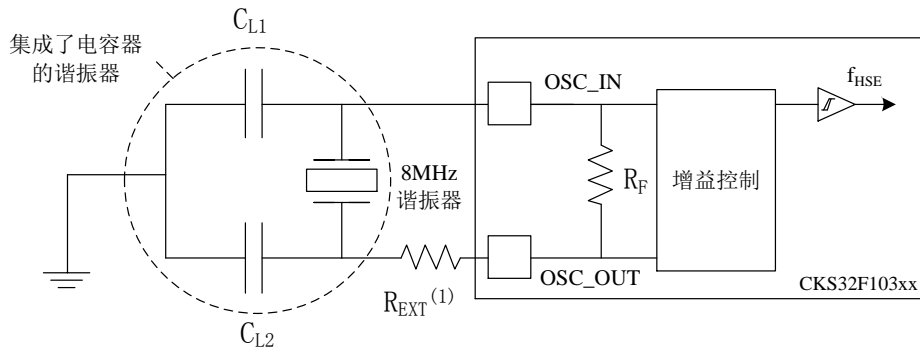 C_L1
集成了电容器
的谐振器
OSC_IN
f_HSE
8MHz
谐振器
R_F
增益控制
OSC_OUT
R_EXT(1)
CKS32F103xx
C_L2